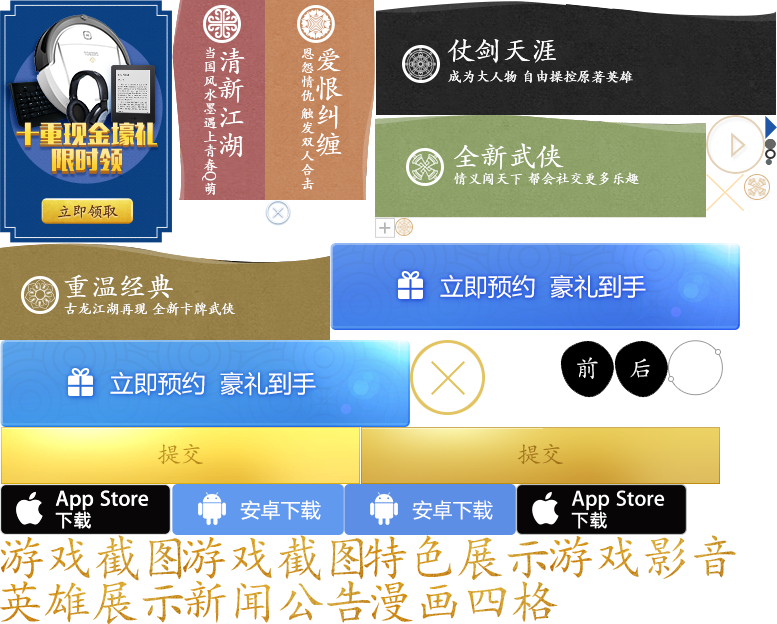 十重现金壕礼
限时领
立即领取
清新江湖
当国风水墨遇上青春Q萌
爱恨纠缠
恩怨情仇 触发双人合击
仗剑天涯
成为大人物 自由操控原著英雄
全新武侠
情义闯天下 帮会社交更多乐趣
重温经典
古龙江湖再现 全新卡牌武侠
立即预约 豪礼到手
立即预约 豪礼到手
前 后
提交 提交
App Store
下载
安卓下载
安卓下载
App Store
下载
游戏截图游戏截图特色展示游戏影音
英雄展示新闻公告漫画四格